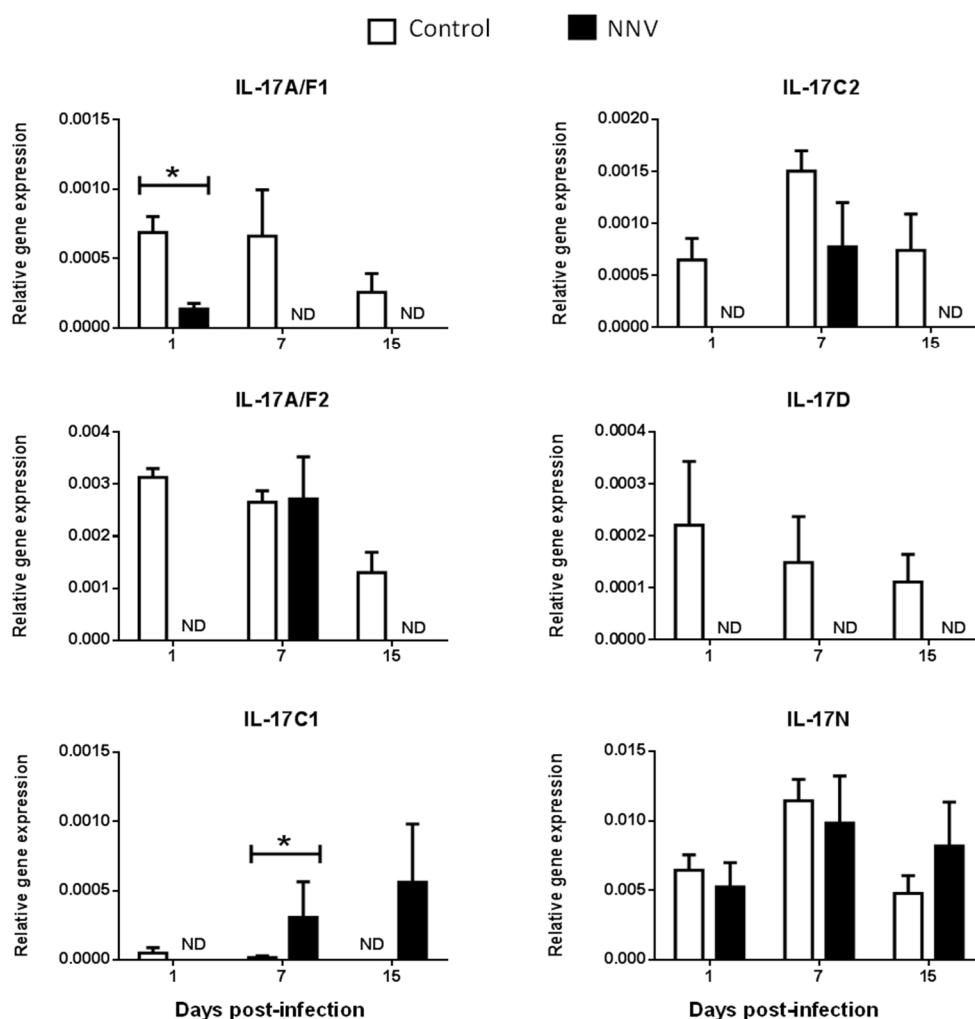 Control NNV
IL-17A/F1
Relative gene expression
0.0015
0.0010
0.0005
0.0000
*
ND
ND
1 7 15
IL-17C2
Relative gene expression
0.0020
0.0015
0.0010
0.0005
0.0000
ND
ND
1 7 15
IL-17A/F2
Relative gene expression
0.004
0.003
0.002
0.001
0.000
ND
ND
1 7 15
IL-17D
Relative gene expression
0.0004
0.0003
0.0002
0.0001
0.0000
ND
ND
ND
1 7 15
IL-17C1
Relative gene expression
0.0015
0.0010
0.0005
0.0000
ND
*
ND
1 7 15
Days post-infection
IL-17N
Relative gene expression
0.015
0.010
0.005
0.000
1 7 15
Days post-infection